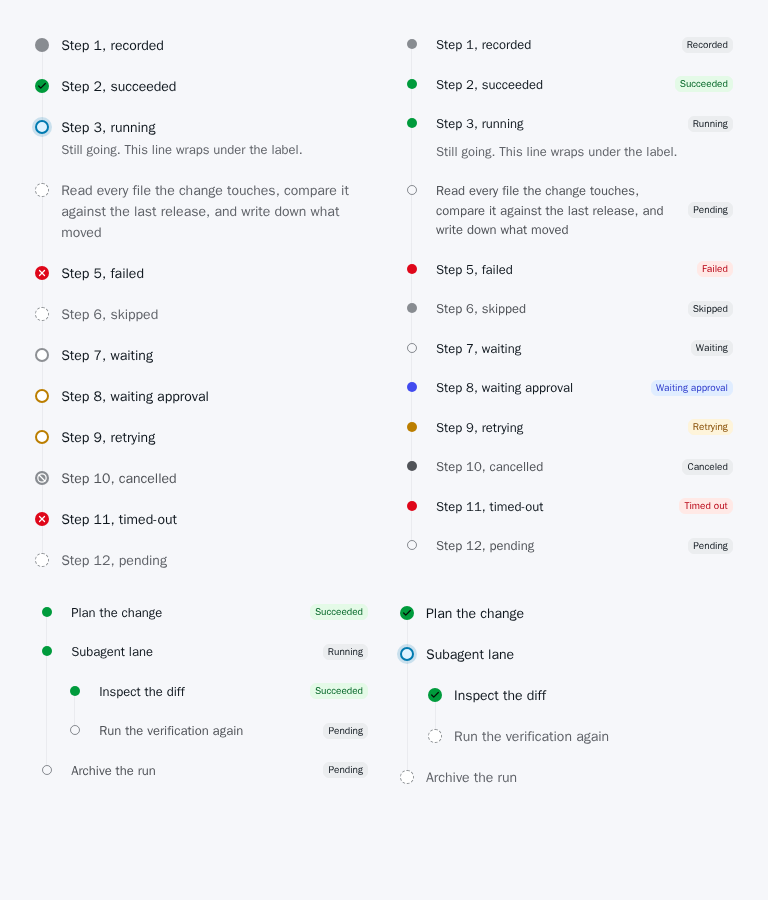 Step 1, recorded
Step 2, succeeded
Step 3, running
Still going. This line wraps under the label.
Read every file the change touches, compare it
against the last release, and write down what
moved
Step 5, failed
Step 6, skipped
Step 7, waiting
Step 8, waiting approval
Step 9, retrying
Step 10, cancelled
Step 11, timed-out
Step 12, pending
Step 1, recorded
Recorded
Step 2, succeeded
Succeeded
Step 3, running
Running
Still going. This line wraps under the label.
Read every file the change touches,
compare it against the last release, and
write down what moved
Pending
Step 5, failed
Failed
Step 6, skipped
Skipped
Step 7, waiting
Waiting
Step 8, waiting approval
Waiting approval
Step 9, retrying
Retrying
Step 10, cancelled
Canceled
Step 11, timed-out
Timed out
Step 12, pending
Pending
Plan the change
Succeeded
Subagent lane
Running
Inspect the diff
Succeeded
Run the verification again
Pending
Archive the run
Pending
Plan the change
Subagent lane
Inspect the diff
Run the verification again
Archive the run